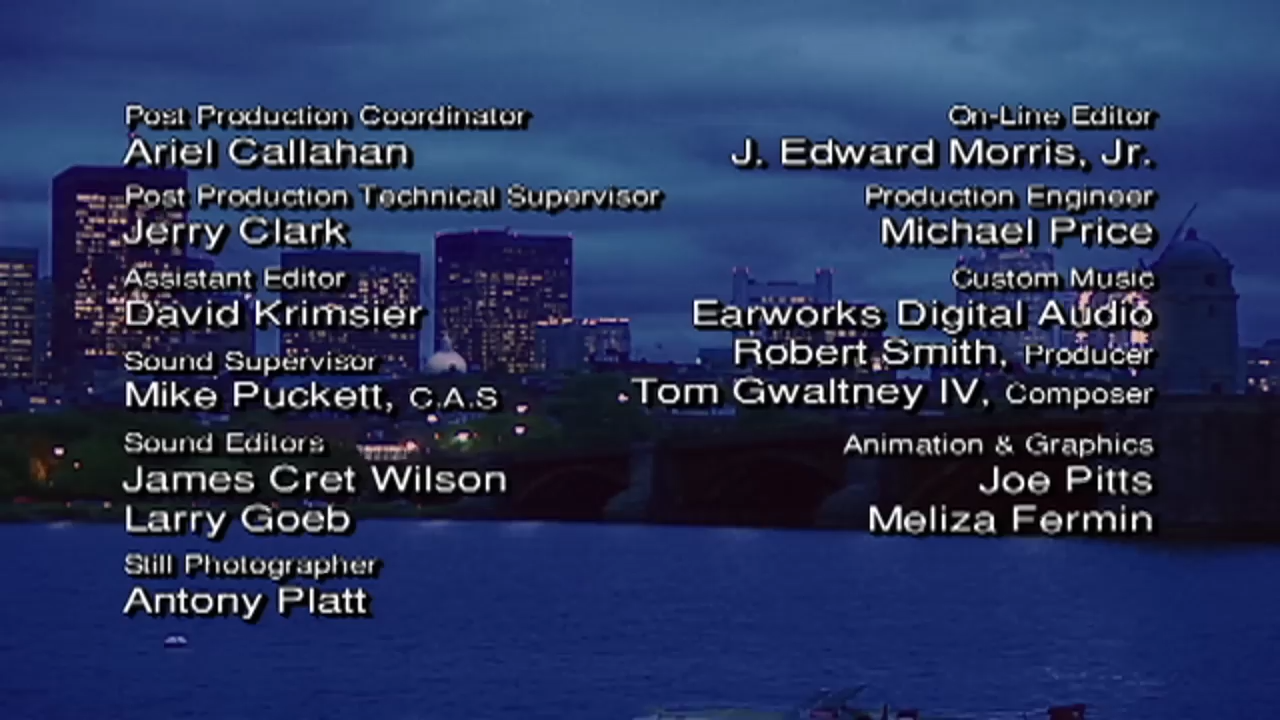 Post Production Coordinator
Ariel Callahan
Post Production Technical Supervisor
Jerry Clark
Assistant Editor
David Krimsier
Sound Supervisor
Mike Puckett, C.A.S
Sound Editors
James Cret Wilson
Larry Goeb
Still Photographer
Antony Platt
On-Line Editor
J. Edward Morris, Jr.
Production Engineer
Michael Price
Custom Music
Earworks Digital Audio
Robert Smith, Producer
Tom Gwaltney IV, Composer
Animation & Graphics
Joe Pitts
Meliza Fermin